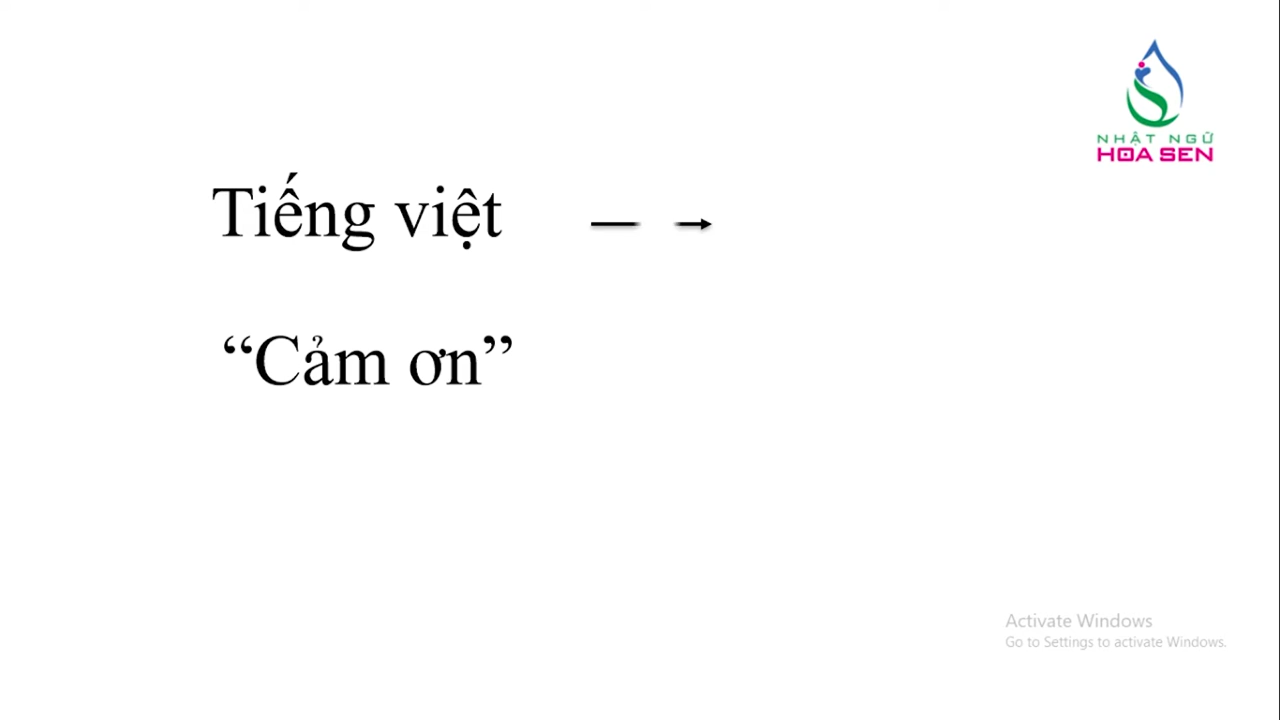 NHẬT NGỮ
HOA SEN
Tiếng việt
“Cảm ơn”
Activate Windows
Go to Settings to activate Windows.